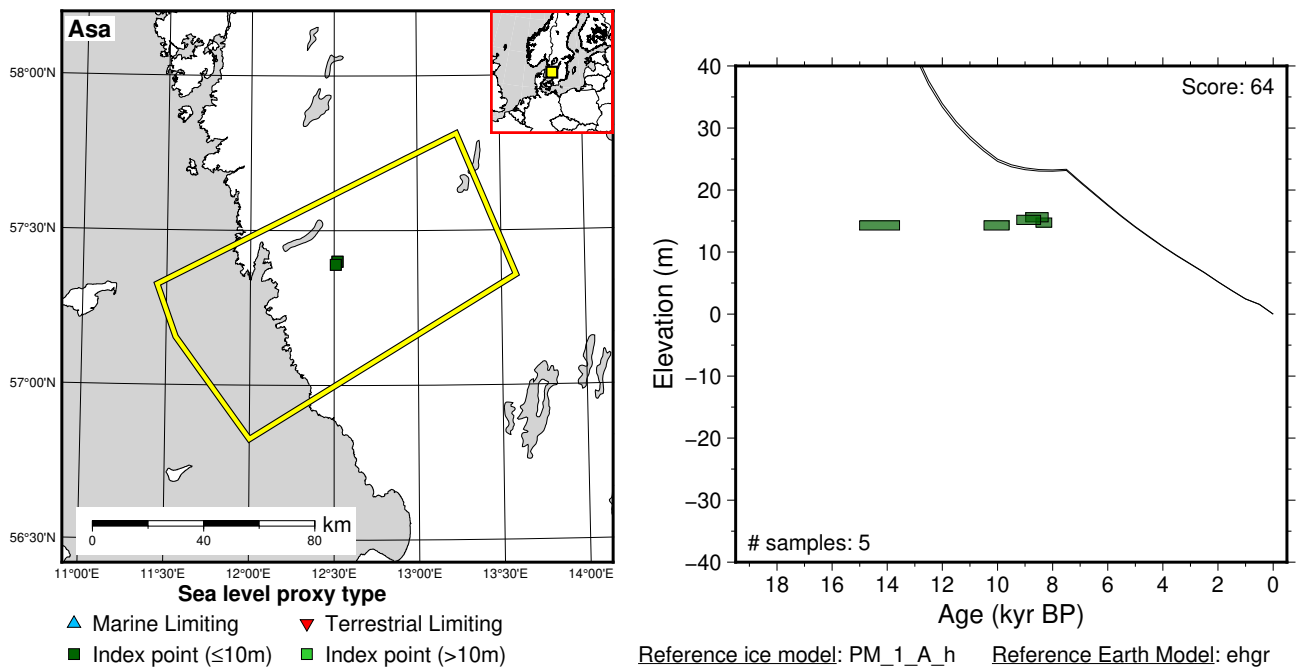 Asa
58°00'N
57°30'N
57°00'N
56°30'N
km
0 40 80
11°00'E 11°30'E 12°00'E 12°30'E 13°00'E 13°30'E 14°00'E
Sea level proxy type
Marine Limiting
Terrestrial Limiting
Index point (≤10m)
Index point (>10m)
Score: 64
40
30
20
10
0
−10
−20
−30
−40
Elevation (m)
# samples: 5
18 16 14 12 10 8 6 4 2 0
Age (kyr BP)
Reference ice model: PM_1_A_h
Reference Earth Model: ehgr